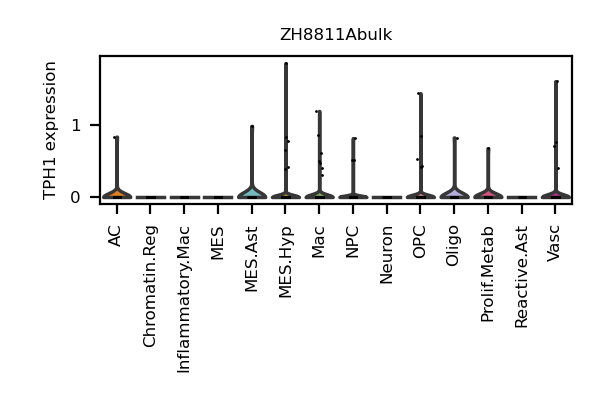 ZH8811Abulk
TPH1 expression
1
0
AC
Chromatin.Reg
Inflammatory.Mac
MES
MES.Ast
MES.Hyp
Mac
NPC
Neuron
OPC
Oligo
Prolif.Metab
Reactive.Ast
Vasc